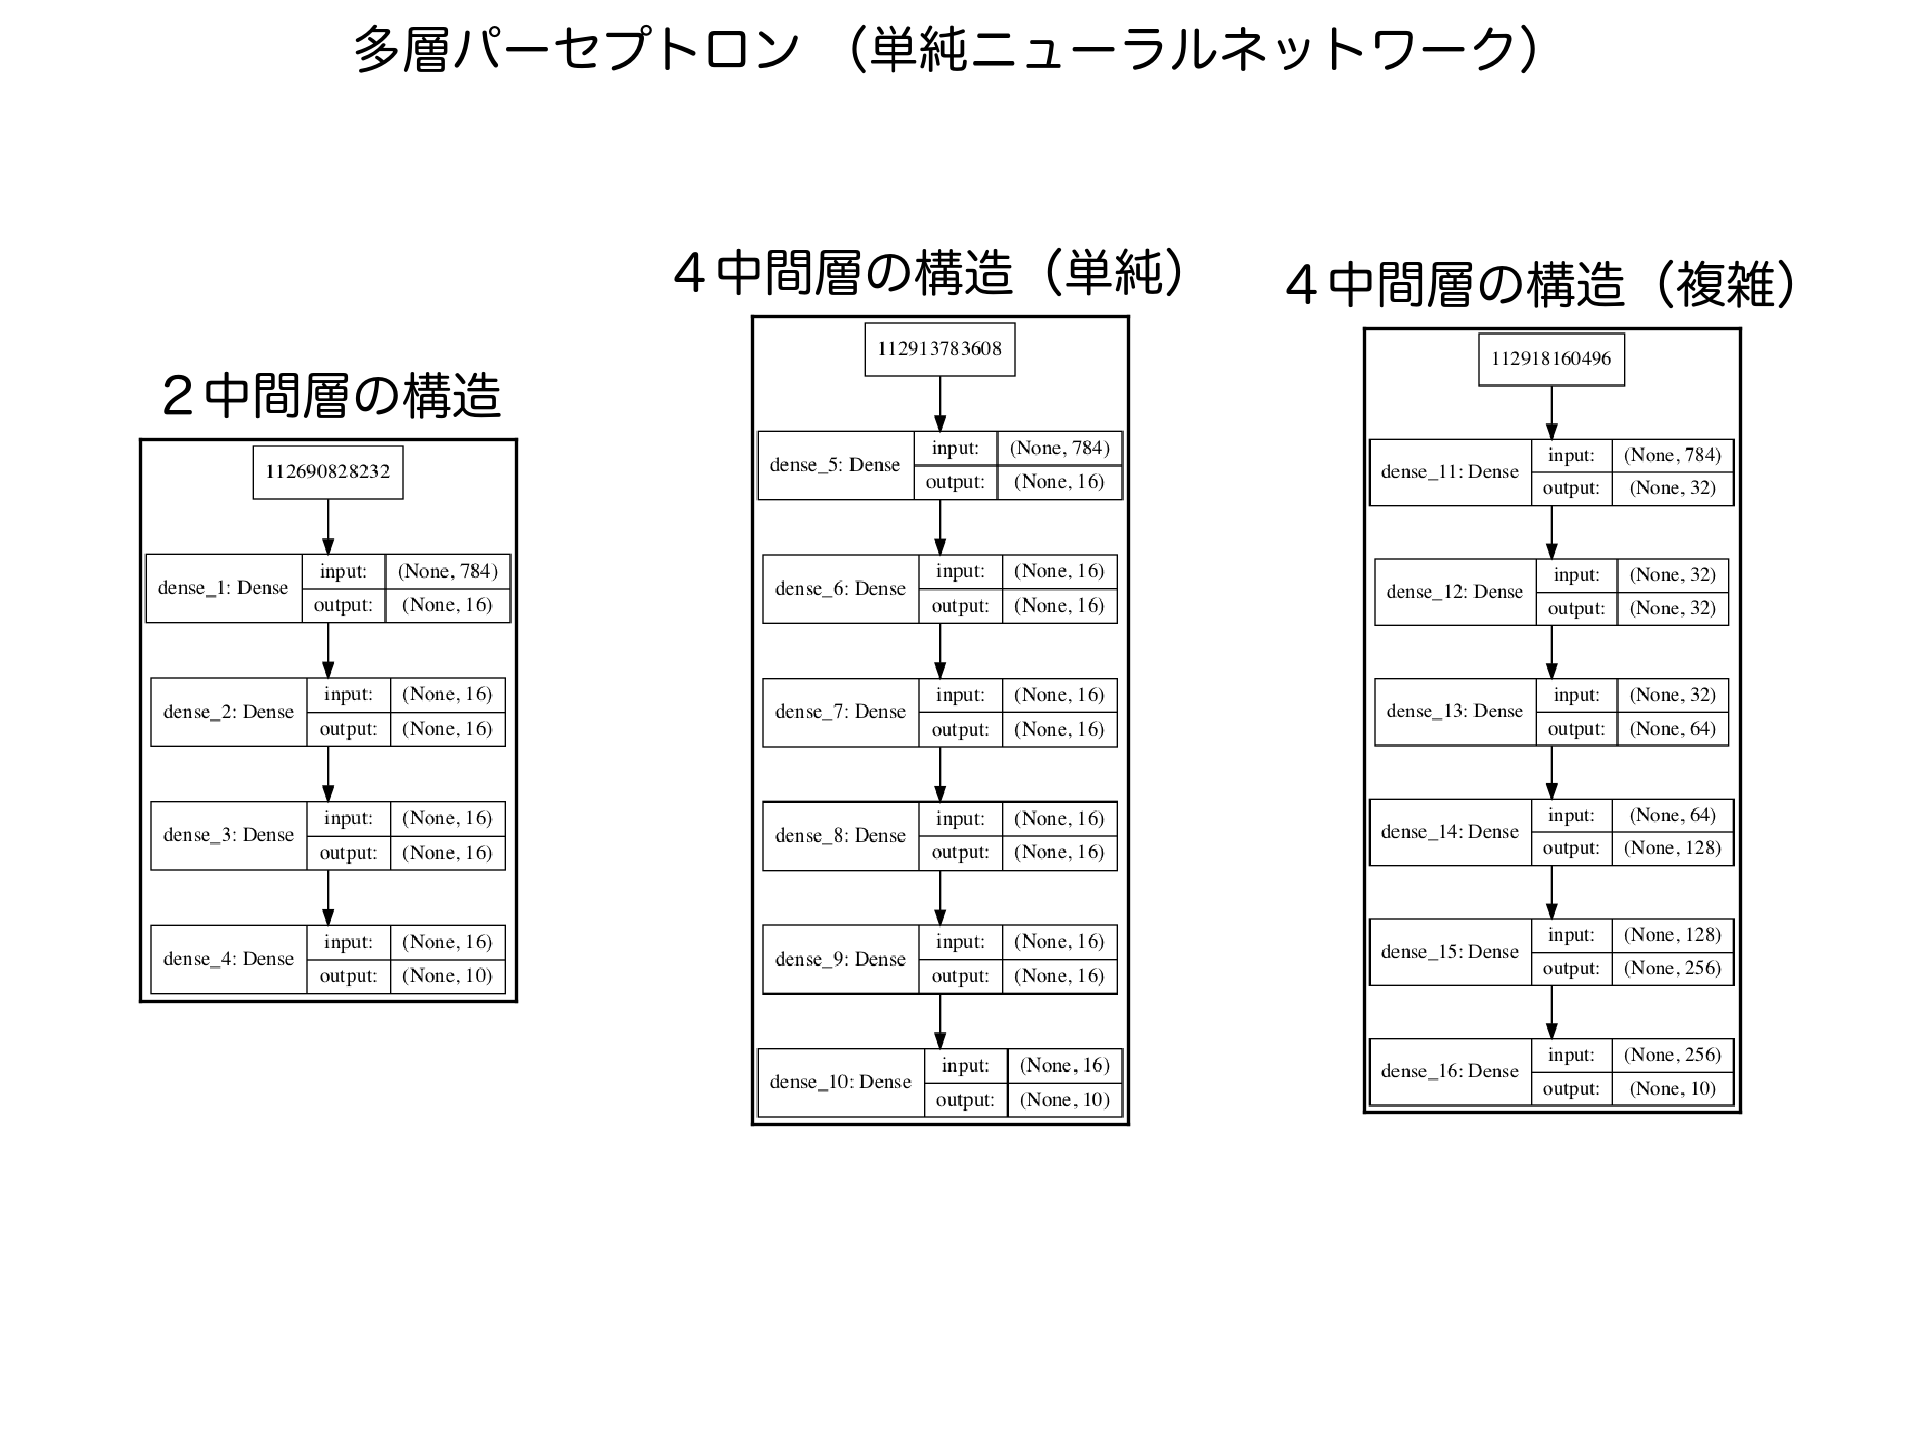 多層パーセプトロン （単純ニューラルネットワーク）
２中間層の構造
112690828232
dense_1: Dense
input:
(None, 784)
output:
(None, 16)
dense_2: Dense
input:
(None, 16)
output:
(None, 16)
dense_3: Dense
input:
(None, 16)
output:
(None, 16)
dense_4: Dense
input:
(None, 16)
output:
(None, 10)
４中間層の構造（単純）
112913783608
dense_5: Dense
input:
(None, 784)
output:
(None, 16)
dense_6: Dense
input:
(None, 16)
output:
(None, 16)
dense_7: Dense
input:
(None, 16)
output:
(None, 16)
dense_8: Dense
input:
(None, 16)
output:
(None, 16)
dense_9: Dense
input:
(None, 16)
output:
(None, 16)
dense_10: Dense
input:
(None, 16)
output:
(None, 10)
４中間層の構造（複雑）
112918160496
dense_11: Dense
input:
(None, 784)
output:
(None, 32)
dense_12: Dense
input:
(None, 32)
output:
(None, 32)
dense_13: Dense
input:
(None, 32)
output:
(None, 64)
dense_14: Dense
input:
(None, 64)
output:
(None, 128)
dense_15: Dense
input:
(None, 128)
output:
(None, 256)
dense_16: Dense
input:
(None, 256)
output:
(None, 10)